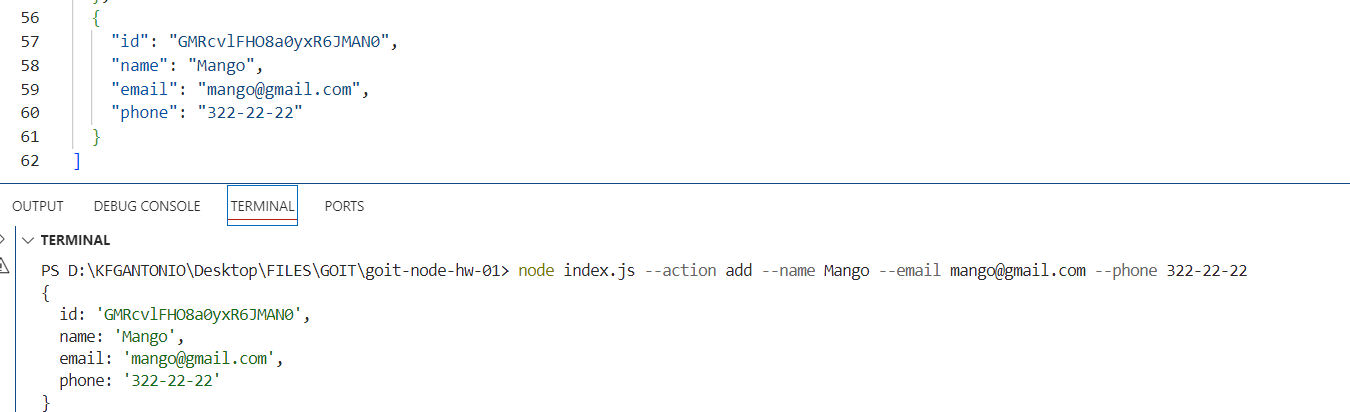 56 {
57 "id": "GMRcvlFHO8a0yxR6JMAN0",
58 "name": "Mango",
59 "email": "mango@gmail.com",
60 "phone": "322-22-22"
61 }
62 ]
OUTPUT DEBUG CONSOLE TERMINAL PORTS
TERMINAL
PS D:\KFGANTONIO\Desktop\FILES\GOIT\goit-node-hw-01> node index.js --action add --name Mango --email mango@gmail.com --phone 322-22-22
{
id: 'GMRcvlFHO8a0yxR6JMAN0',
name: 'Mango',
email: 'mango@gmail.com',
phone: '322-22-22'
}